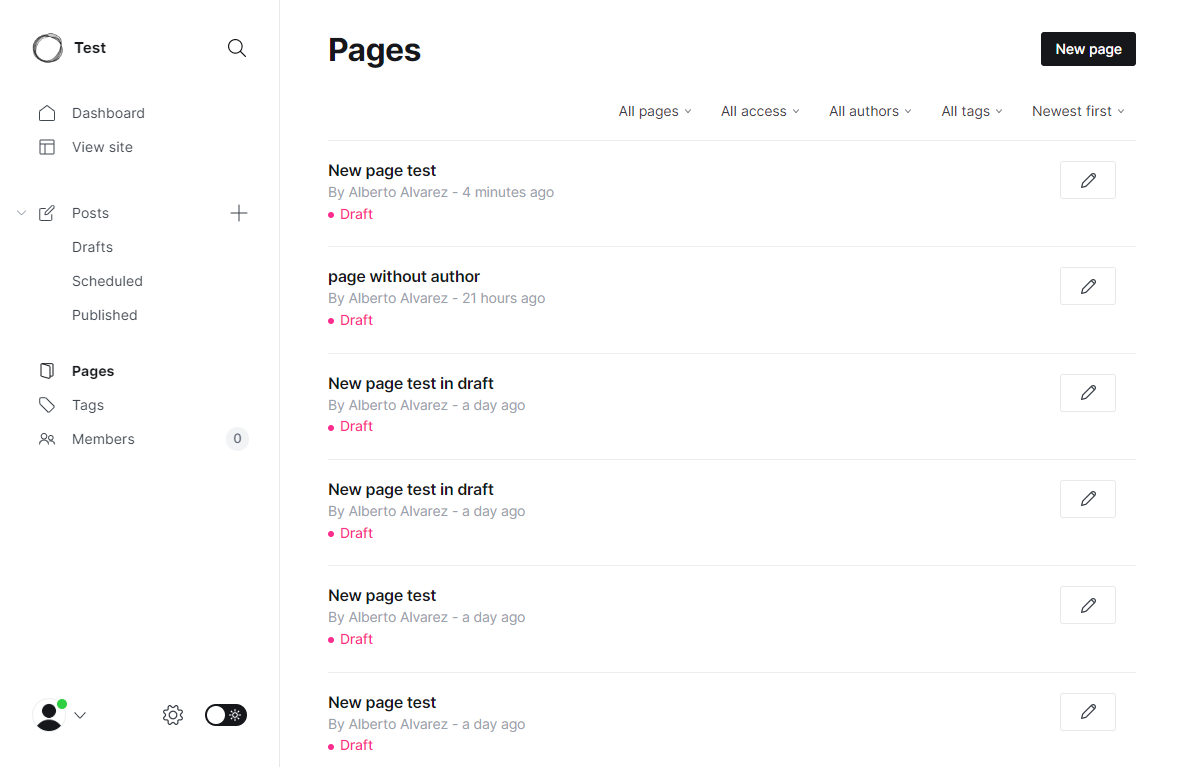 Test
Dashboard
View site
Posts
Drafts
Scheduled
Published
Pages
Tags
Members 0
Pages
New page
All pages All access All authors All tags Newest first
New page test
By Alberto Alvarez - 4 minutes ago
Draft
page without author
By Alberto Alvarez - 21 hours ago
Draft
New page test in draft
By Alberto Alvarez - a day ago
Draft
New page test in draft
By Alberto Alvarez - a day ago
Draft
New page test
By Alberto Alvarez - a day ago
Draft
New page test
By Alberto Alvarez - a day ago
Draft